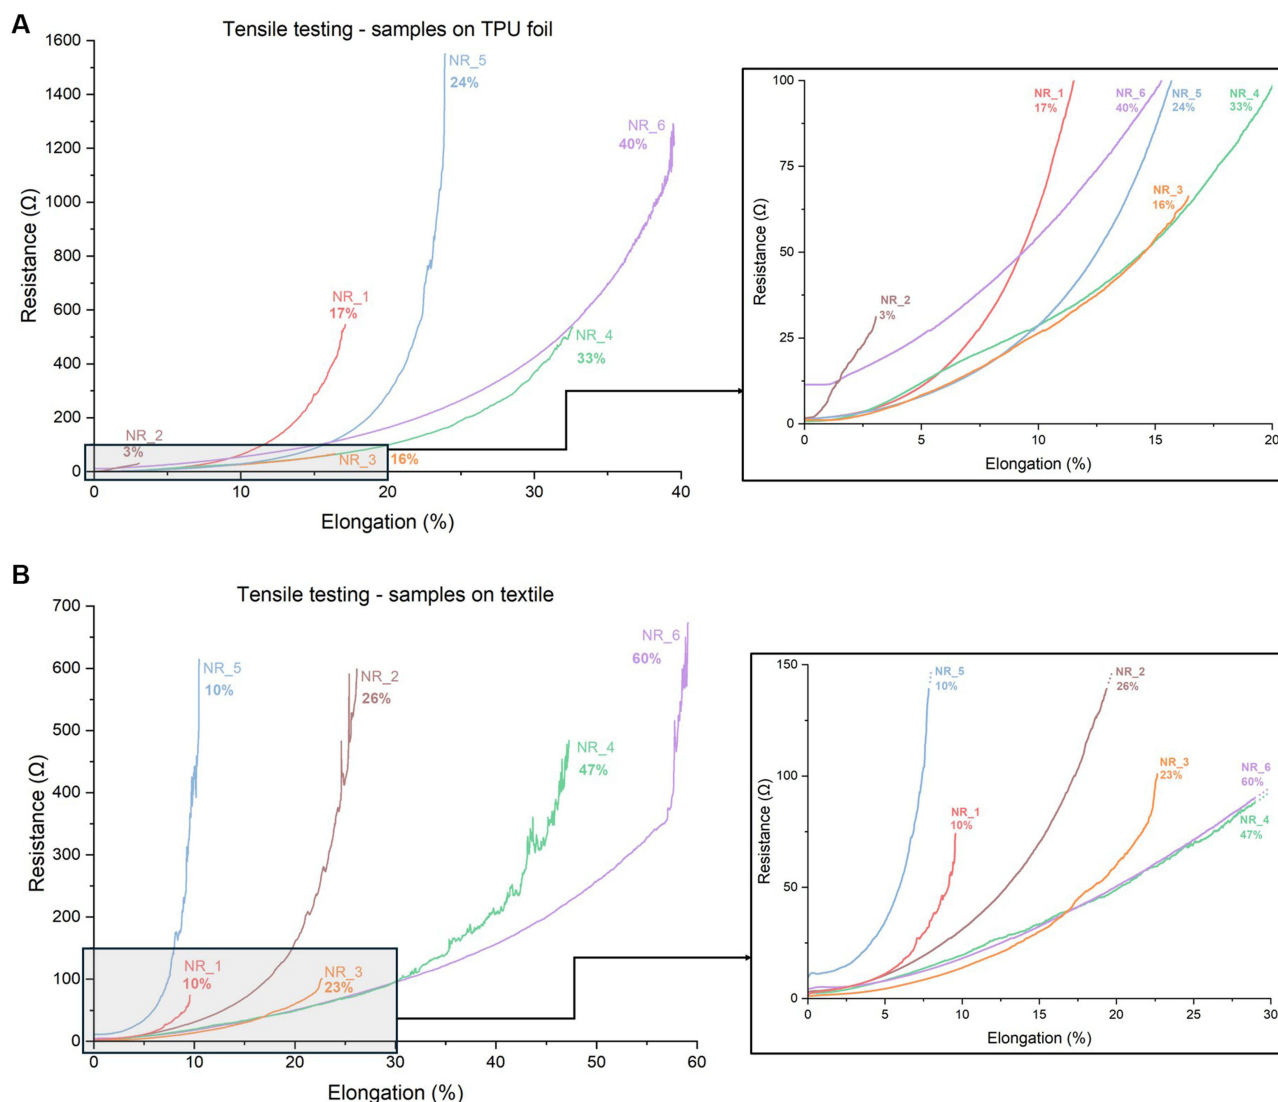 A
Tensile testing - samples on TPU foil
1600
1400
1200
1000
800
600
400
200
0
Resistance (Ω)
NR_5
24%
NR_6
40%
NR_1
17%
NR_4
33%
NR_2
3%
NR_3 16%
0 10 20 30 40
Elongation (%)
100
75
50
25
0
Resistance (Ω)
NR_1
17%
NR_6
40%
NR_5
24%
NR_4
33%
NR_3
16%
NR_2
3%
0 5 10 15 20
Elongation (%)
B
Tensile testing - samples on textile
700
600
500
400
300
200
100
0
Resistance (Ω)
NR_5
10%
NR_2
26%
NR_6
60%
NR_4
47%
NR_1
10%
NR_3
23%
0 10 20 30 40 50 60
Elongation (%)
150
100
50
0
Resistance (Ω)
NR_5
10%
NR_2
26%
NR_3
23%
NR_6
60%
NR_1
10%
NR_4
47%
0 5 10 15 20 25 30
Elongation (%)